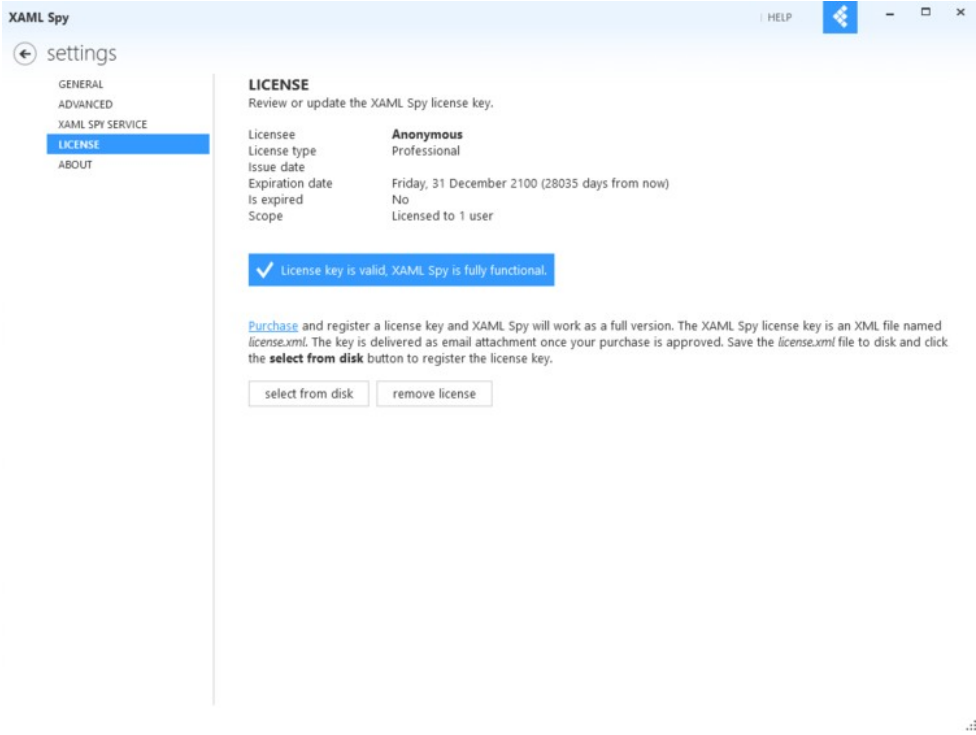 XAML Spy
HELP
settings
GENERAL
ADVANCED
XAML SPY SERVICE
LICENSE
ABOUT
LICENSE
Review or update the XAML Spy license key.
Licensee Anonymous
License type Professional
Issue date
Expiration date Friday, 31 December 2100 (28035 days from now)
Is expired No
Scope Licensed to 1 user
License key is valid, XAML Spy is fully functional.
Purchase and register a license key and XAML Spy will work as a full version. The XAML Spy license key is an XML file named
license.xml. The key is delivered as email attachment once your purchase is approved. Save the license.xml file to disk and click
the select from disk button to register the license key.
select from disk remove license